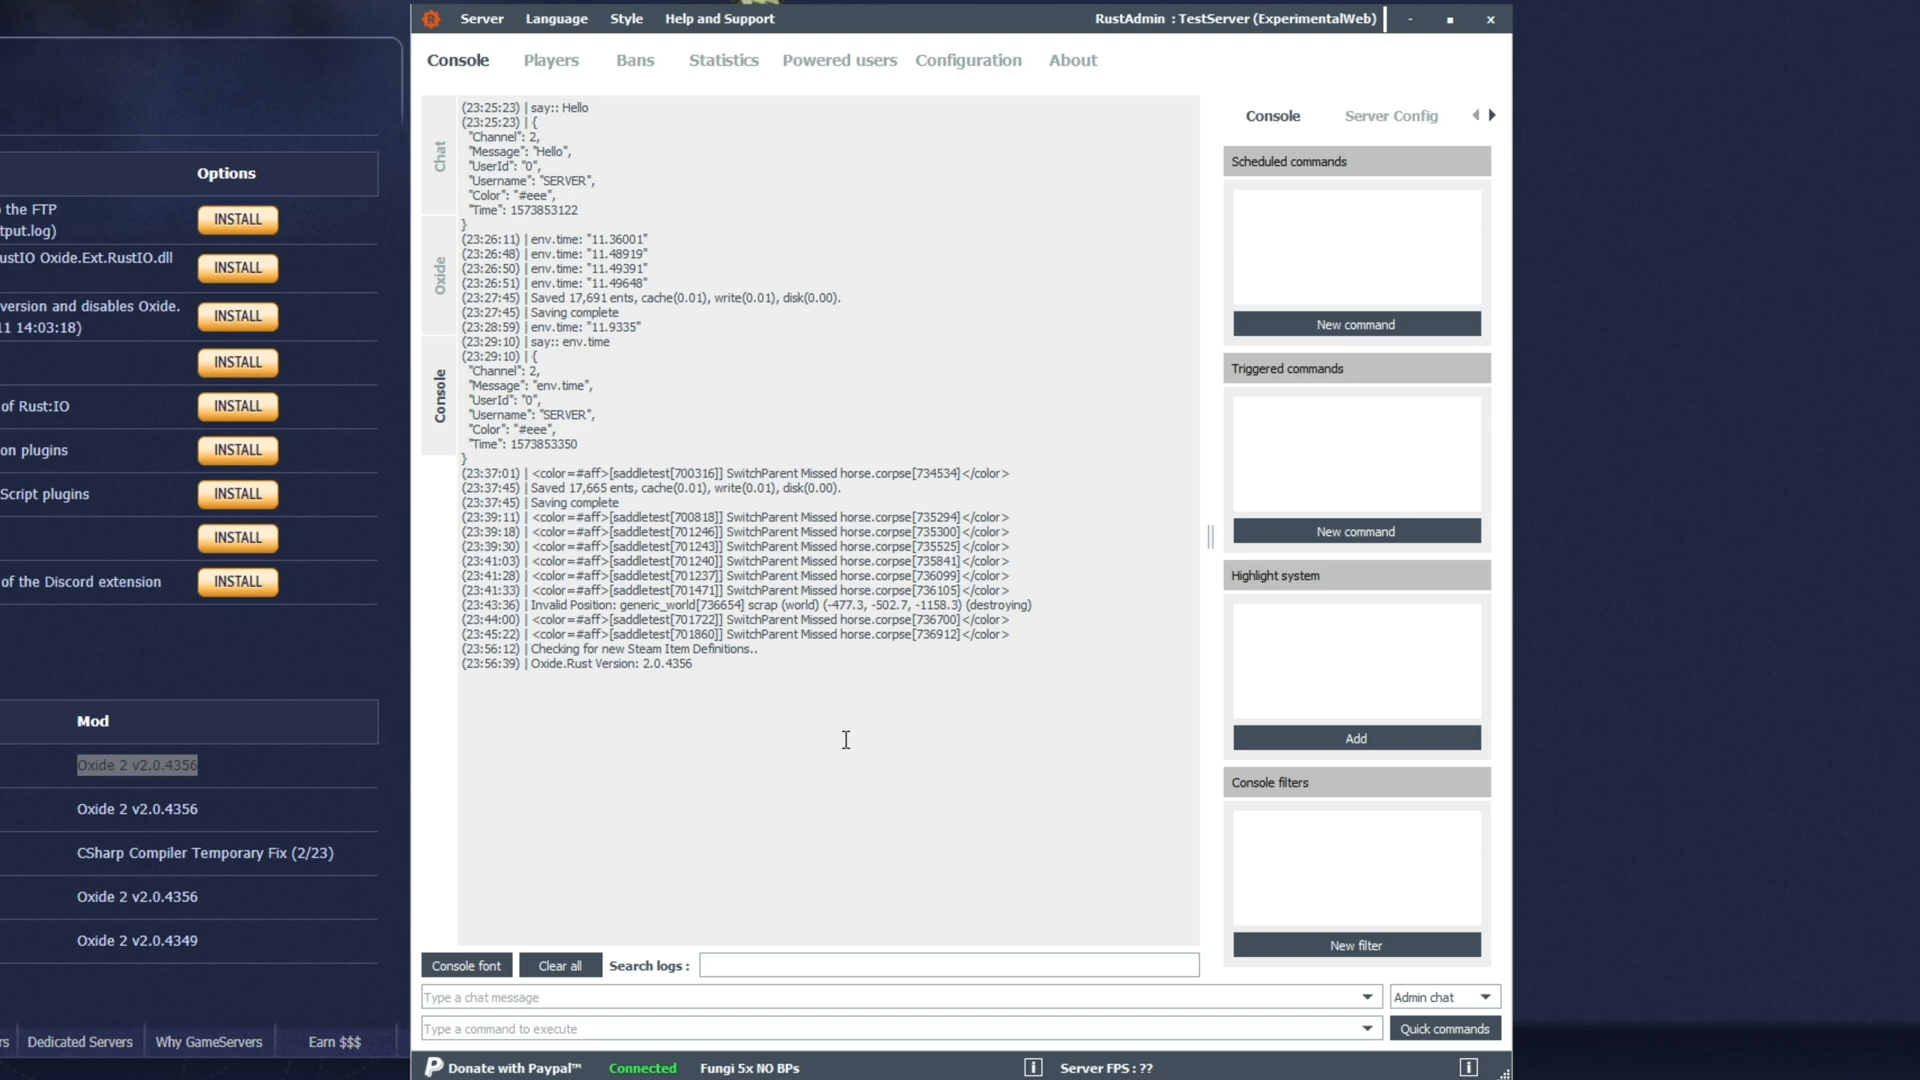 Server
Language
Style
Help and Support
RustAdmin : TestServer (ExperimentalWeb)
Console
Players
Bans
Statistics
Powered users
Configuration
About
Options
o the FTP
tput.log)
INSTALL
ustIO Oxide.Ext.RustIO.dll
INSTALL
version and disables Oxide.
11 14:03:18)
INSTALL
INSTALL
of Rust:IO
INSTALL
on plugins
INSTALL
Script plugins
INSTALL
INSTALL
of the Discord extension
INSTALL
Mod
Oxide 2 v2.0.4356
Oxide 2 v2.0.4356
CSharp Compiler Temporary Fix (2/23)
Oxide 2 v2.0.4356
Oxide 2 v2.0.4349
rs
Dedicated Servers
Why GameServers
Earn $$$
Chat
Oxide
Console
(23:25:23) | say:: Hello
(23:25:23) | {
"Channel": 2,
"Message": "Hello",
"UserId": "0",
"Username": "SERVER",
"Color": "#eee",
"Time": 1573853122
}
(23:26:11) | env.time: "11.36001"
(23:26:48) | env.time: "11.48919"
(23:26:50) | env.time: "11.49391"
(23:26:51) | env.time: "11.49648"
(23:27:45) | Saved 17,691 ents, cache(0.01), write(0.01), disk(0.00).
(23:27:45) | Saving complete
(23:28:59) | env.time: "11.9335"
(23:29:10) | say:: env.time
(23:29:10) | {
"Channel": 2,
"Message": "env.time",
"UserId": "0",
"Username": "SERVER",
"Color": "#eee",
"Time": 1573853350
}
(23:37:01) | <color=#aff>[saddletest[700316]] SwitchParent Missed horse.corpse[734534]</color>
(23:37:45) | Saved 17,665 ents, cache(0.01), write(0.01), disk(0.00).
(23:37:45) | Saving complete
(23:39:11) | <color=#aff>[saddletest[700818]] SwitchParent Missed horse.corpse[735294]</color>
(23:39:18) | <color=#aff>[saddletest[701246]] SwitchParent Missed horse.corpse[735300]</color>
(23:39:30) | <color=#aff>[saddletest[701243]] SwitchParent Missed horse.corpse[735525]</color>
(23:41:03) | <color=#aff>[saddletest[701240]] SwitchParent Missed horse.corpse[735841]</color>
(23:41:28) | <color=#aff>[saddletest[701237]] SwitchParent Missed horse.corpse[736099]</color>
(23:41:33) | <color=#aff>[saddletest[701471]] SwitchParent Missed horse.corpse[736105]</color>
(23:43:36) | Invalid Position: generic_world[736654] scrap (world) (-477.3, -502.7, -1158.3) (destroying)
(23:44:00) | <color=#aff>[saddletest[701722]] SwitchParent Missed horse.corpse[736700]</color>
(23:45:22) | <color=#aff>[saddletest[701860]] SwitchParent Missed horse.corpse[736912]</color>
(23:56:12) | Checking for new Steam Item Definitions..
(23:56:39) | Oxide.Rust Version: 2.0.4356
Console
Server Config
Scheduled commands
New command
Triggered commands
New command
Highlight system
Add
Console filters
New filter
Console font
Clear all
Search logs :
Type a chat message
Admin chat
Type a command to execute
Quick commands
Donate with Paypal™
Connected
Fungi 5x NO BPs
Server FPS : ??